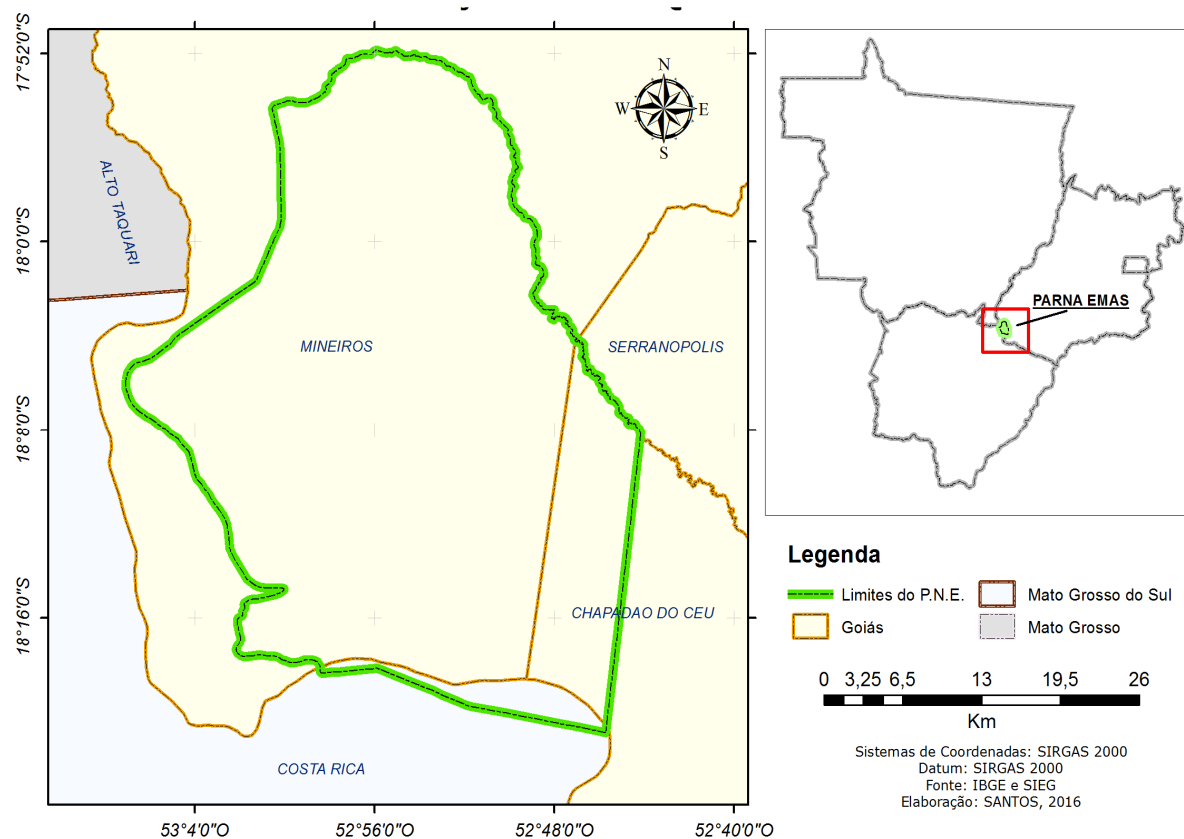 17°52'0"S
18°0'0"S
18°8'0"S
18°16'0"S
N
W
E
S
ALTO TAQUARI
MINEIROS
SERRANOPOLIS
CHAPADAO DO CEU
COSTA RICA
53°4'0"O
52°56'0"O
52°48'0"O
52°40'0"O
PARNA EMAS
Legenda
Limites do P.N.E.
Mato Grosso do Sul
Goiás
Mato Grosso
0 3,25 6,5 13 19,5 26
Km
Sistemas de Coordenadas: SIRGAS 2000
Datum: SIRGAS 2000
Fonte: IBGE e SIEG
Elaboração: SANTOS, 2016